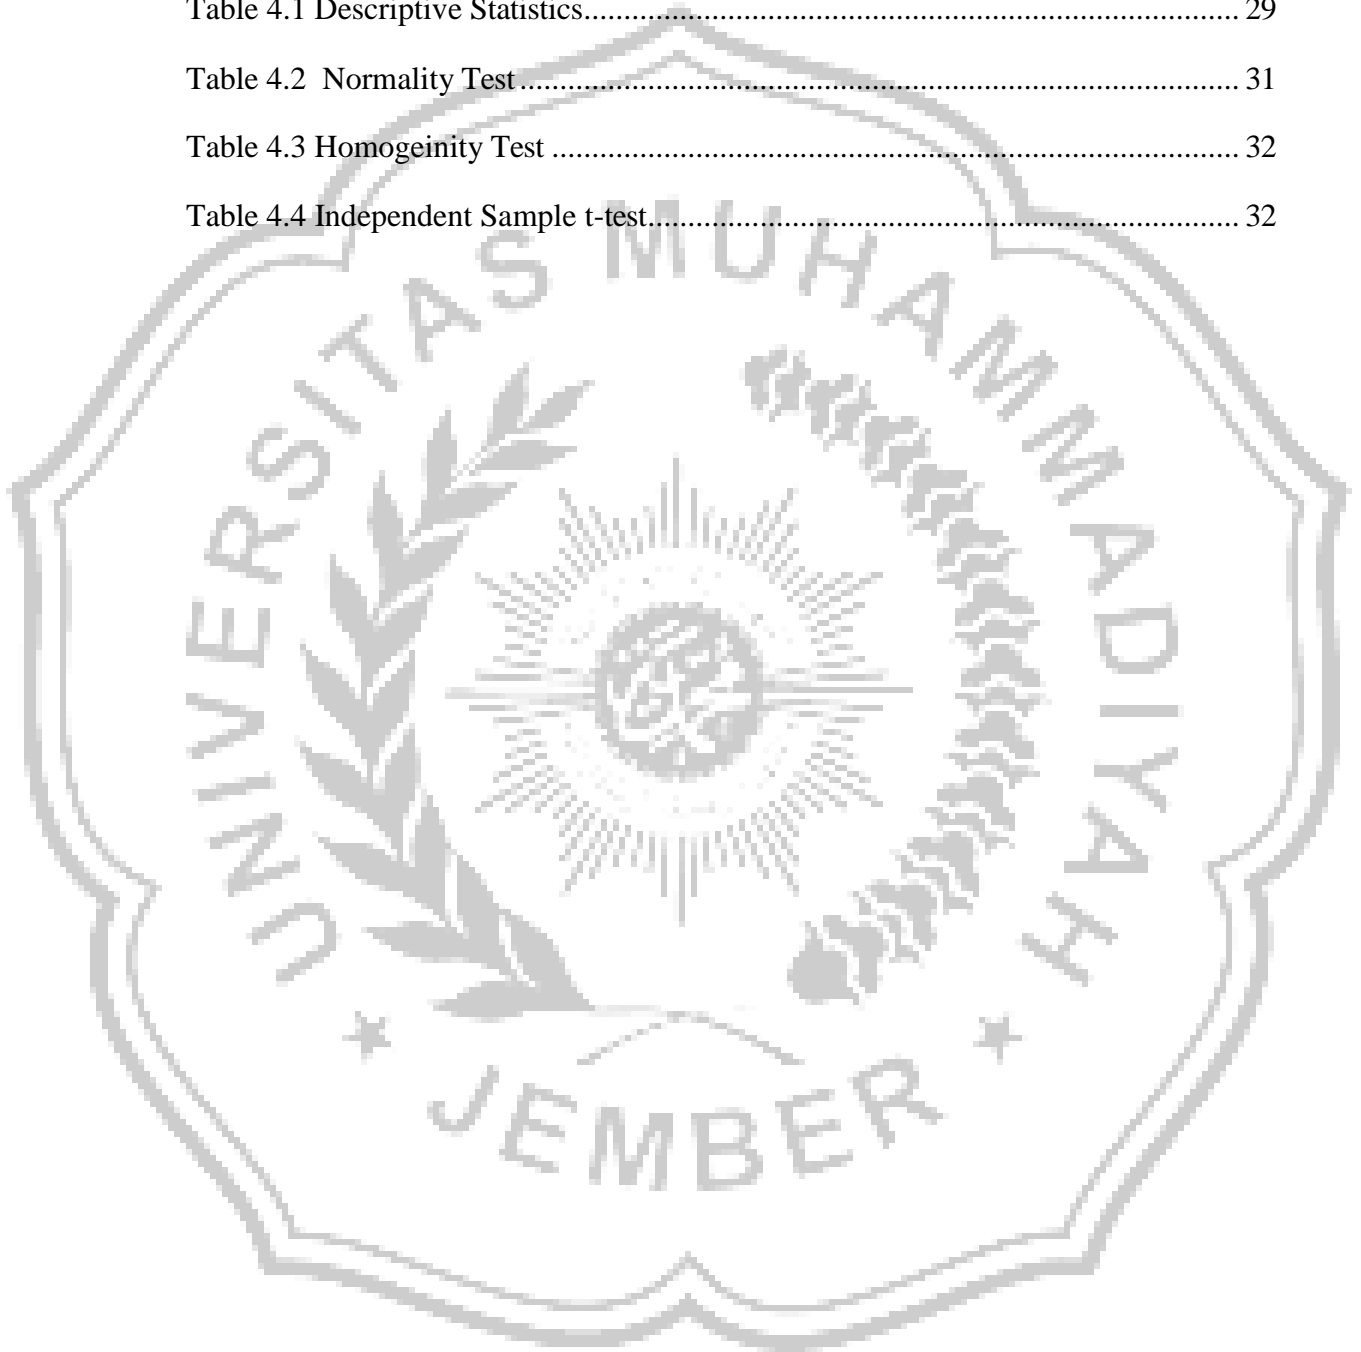 Table 4.1 Descriptive Statistics.................................................................................. 29
Table 4.2  Normality Test.......................................................................................... 31
Table 4.3 Homogeinity Test ...................................................................................... 32
Table 4.4 Independent Sample t-test.......................................................................... 32
UNIVERSITAS MUHAMMADIYAH
JEMBER